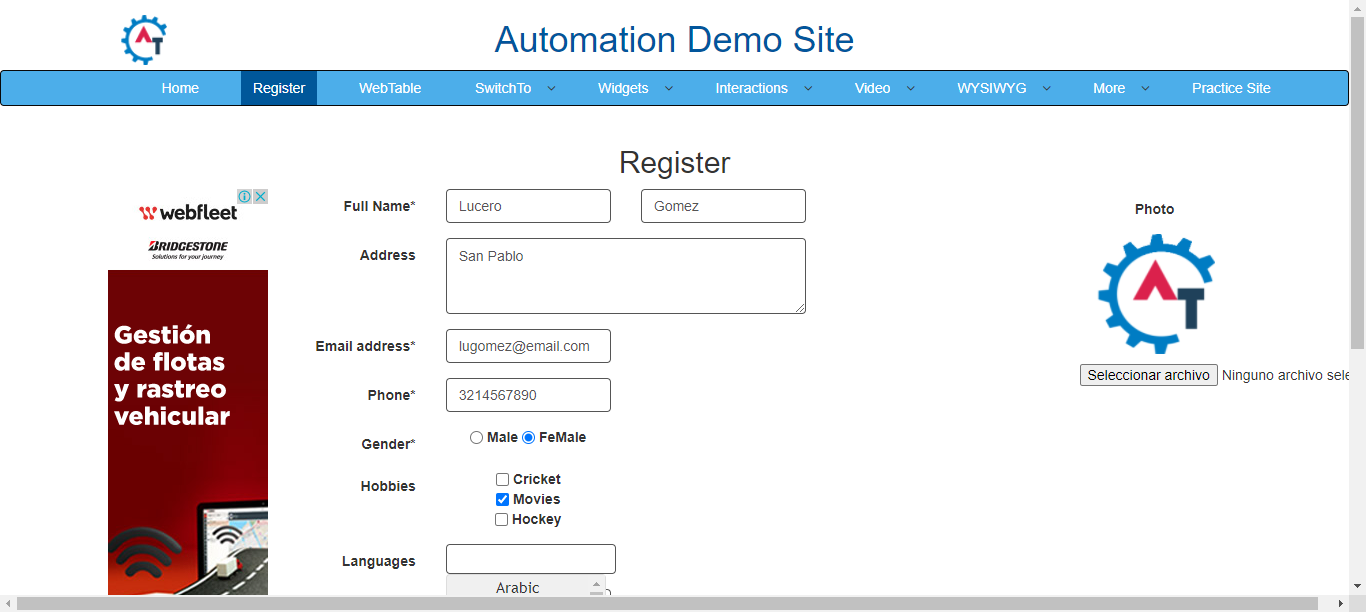 AT
Automation Demo Site
Home Register WebTable SwitchTo Widgets Interactions Video WYSIWYG More Practice Site
Register
webfleet
BRIDGESTONE
Solutions for your journey
Gestión
de flotas
y rastreo
vehicular
Full Name* Lucero Gomez
Address San Pablo
Email address* lugomez@email.com
Phone* 3214567890
Gender* Male FeMale
Hobbies Cricket
Movies
Hockey
Languages
Arabic
Photo
AT
Seleccionar archivo Ninguno archivo sele